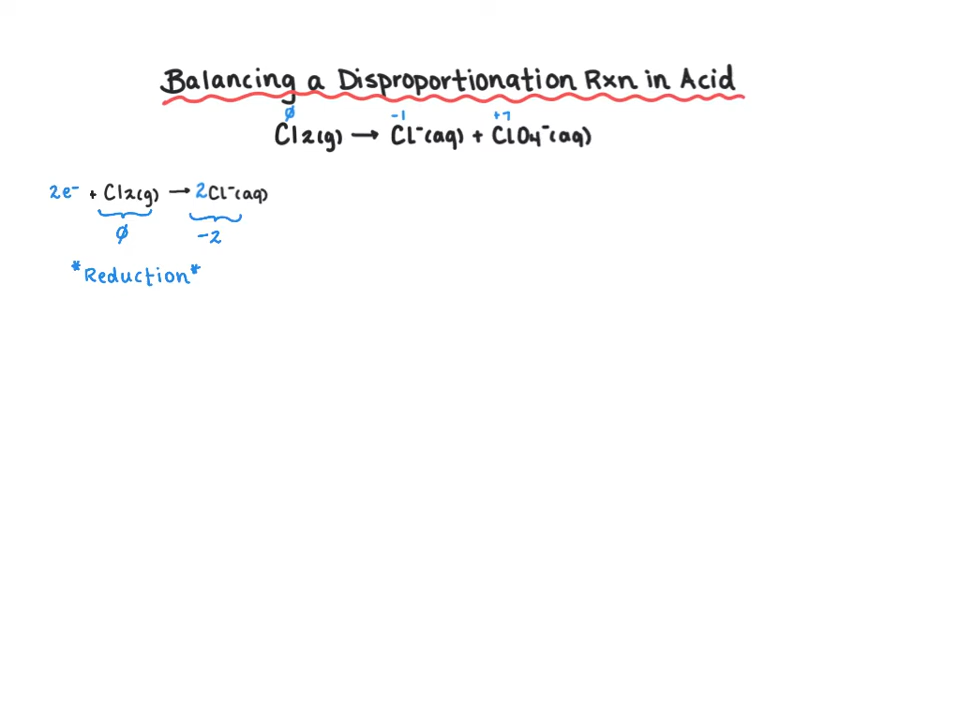 Balancing a Disproportionation Rxn in Acid
∅ -1 +7
Cl2(g) → Cl⁻(aq) + ClO4⁻(aq)
2e⁻ + Cl2(g) → 2Cl⁻(aq)
∅ -2
*Reduction*